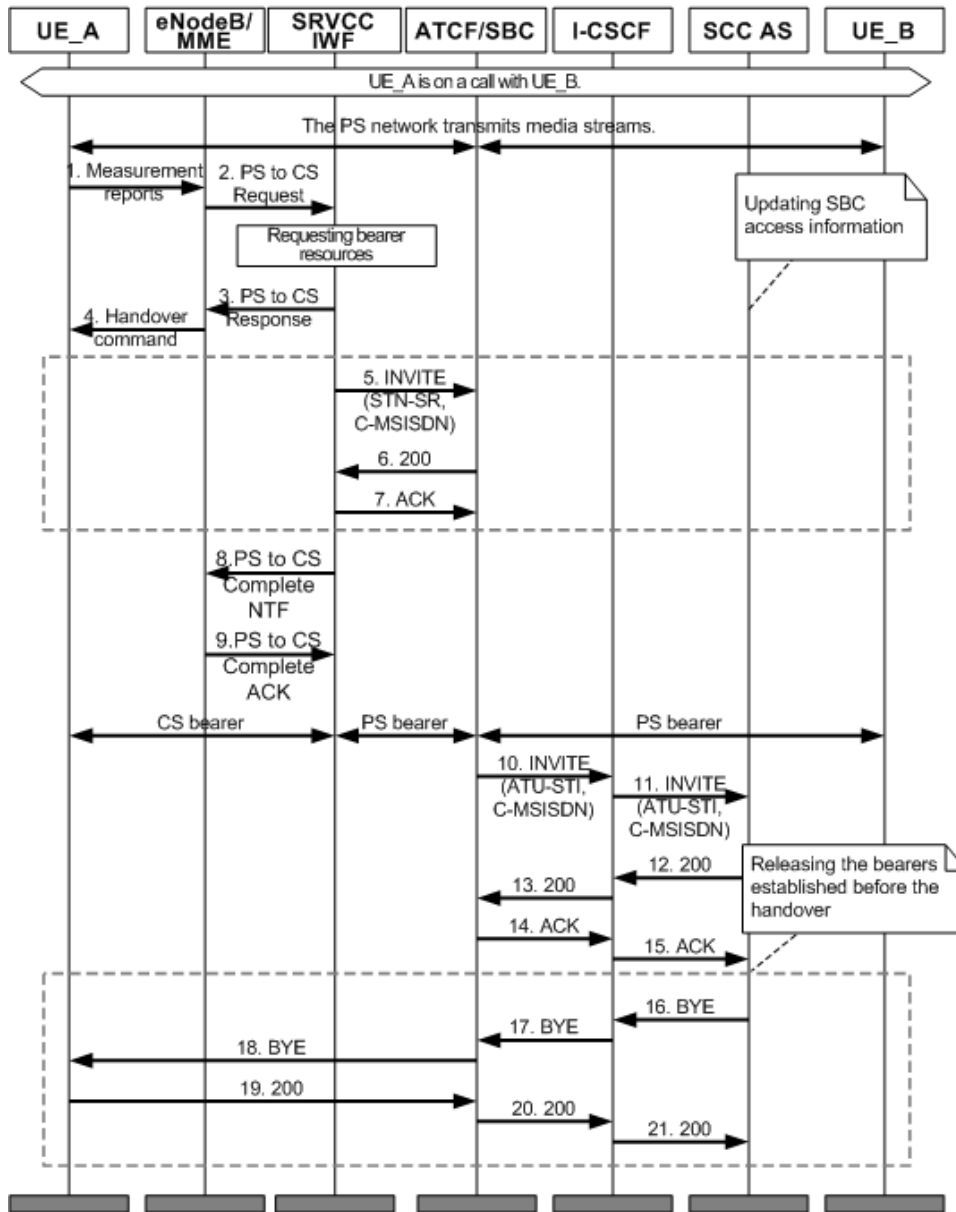 UE_A
eNodeB/
MME
SRVCC
IWF
ATCF/SBC
I-CSCF
SCC AS
UE_B
UE_A is on a call with UE_B.
The PS network transmits media streams.
1. Measurement
reports
2. PS to CS
Request
Updating SBC
access information
Requesting bearer
resources
3. PS to CS
Response
4. Handover
command
5. INVITE
(STN-SR,
C-MSISDN)
6. 200
7. ACK
8.PS to CS
Complete
NTF
9.PS to CS
Complete
ACK
CS bearer
PS bearer
PS bearer
10. INVITE
(ATU-STI,
C-MSISDN)
11. INVITE
(ATU-STI,
C-MSISDN)
12. 200
Releasing the bearers
established before the
handover
13. 200
14. ACK
15. ACK
16. BYE
17. BYE
18. BYE
19. 200
20. 200
21. 200